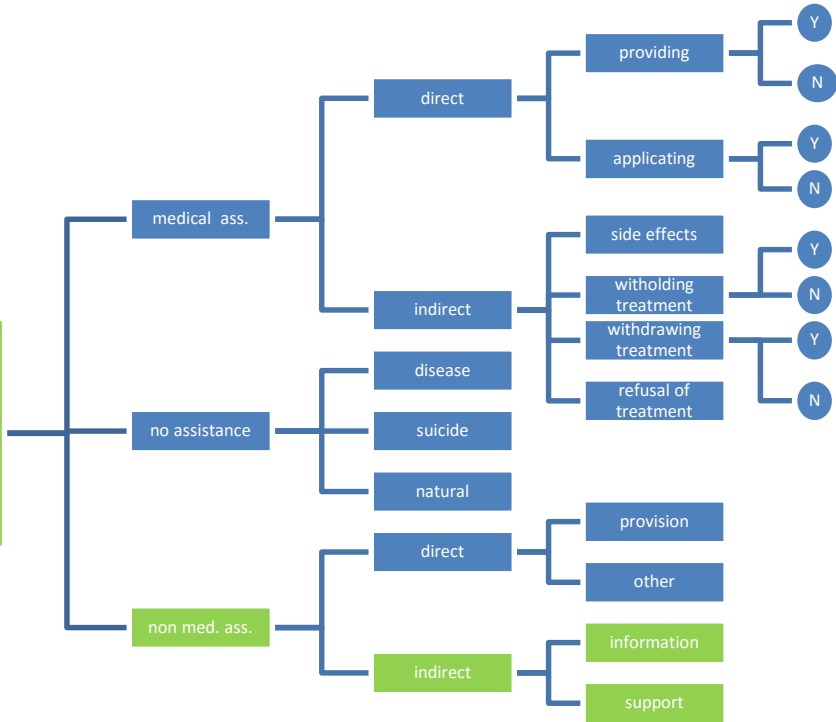 Y
providing
N
direct
Y
applicating
N
medical ass.
side effects
Y
witholding
treatment
N
indirect
withdrawing
treatment
Y
disease
refusal of
treatment
N
no assistance
suicide
natural
provision
direct
other
non med. ass.
information
indirect
support